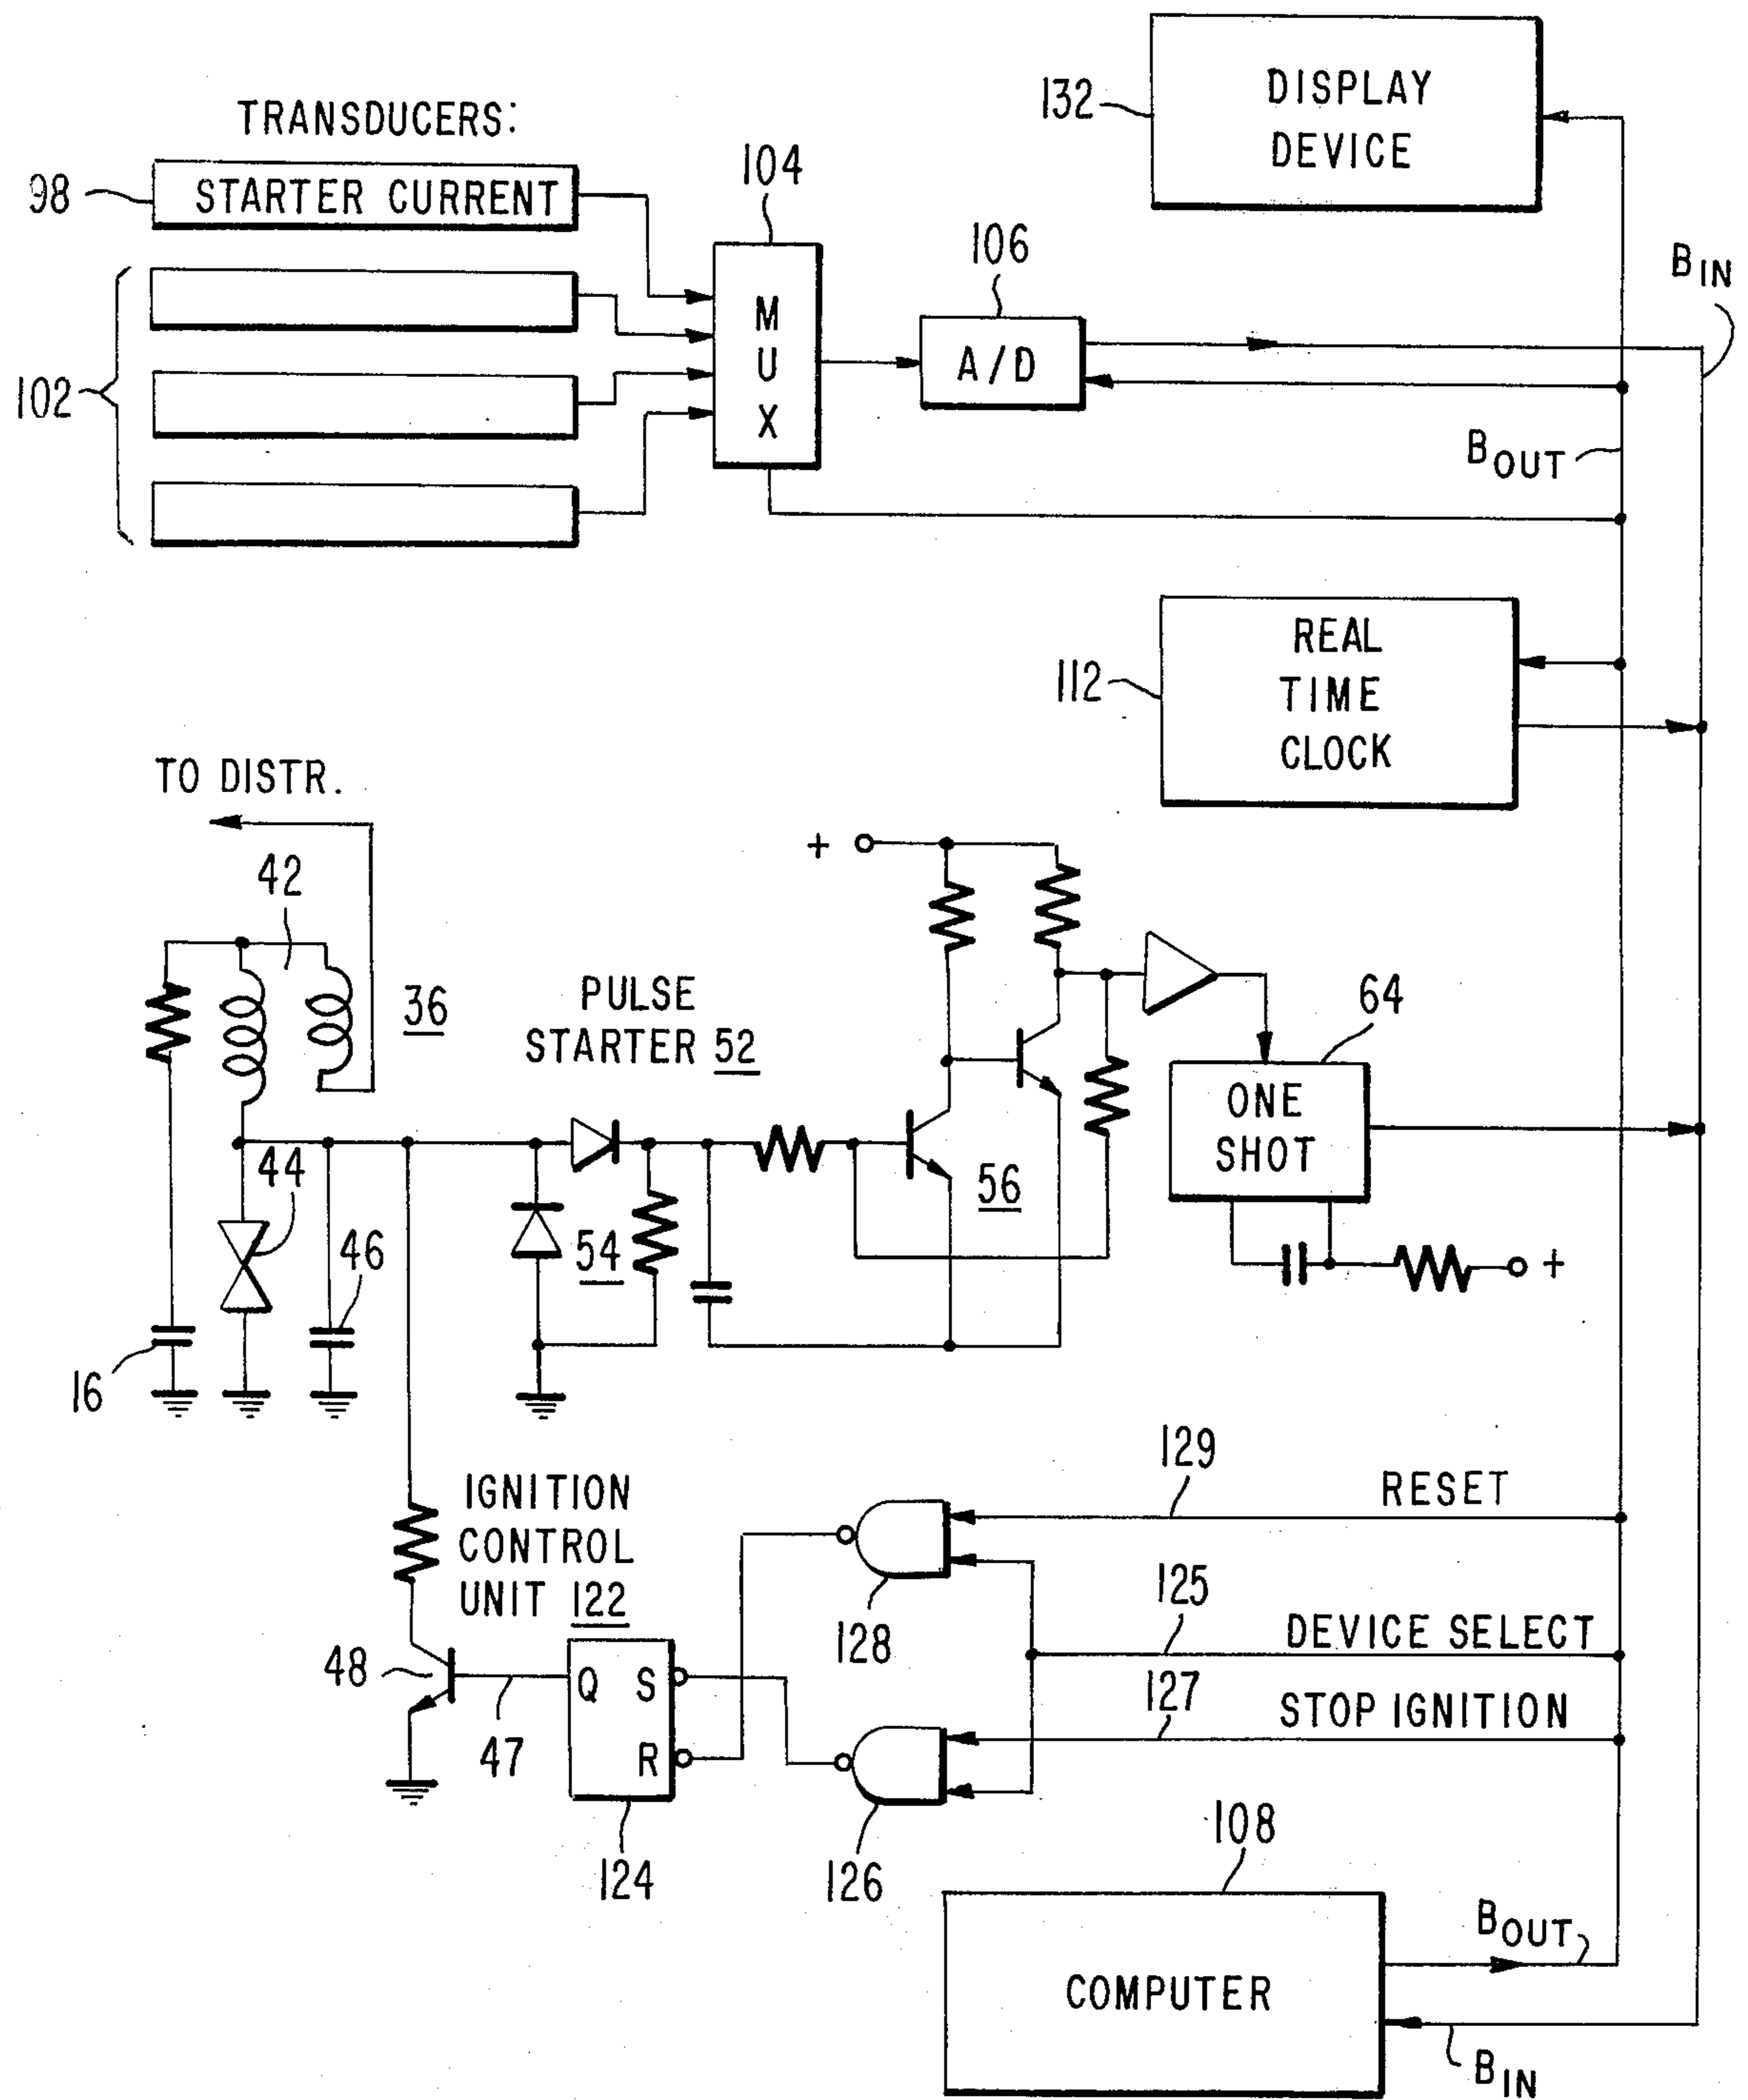 132
DISPLAY
DEVICE
TRANSDUCERS:
98
STARTER CURRENT
104
106
BIN
102
M
U
X
A/D
BOUT
112
REAL
TIME
CLOCK
TO DISTR.
42
+
36
PULSE
STARTER 52
64
ONE
SHOT
44
56
46
54
+
16
129
RESET
IGNITION
CONTROL
UNIT 122
125
128
DEVICE SELECT
48
Q S
127
STOP IGNITION
47
R
124
126
108
BOUT
COMPUTER
BIN